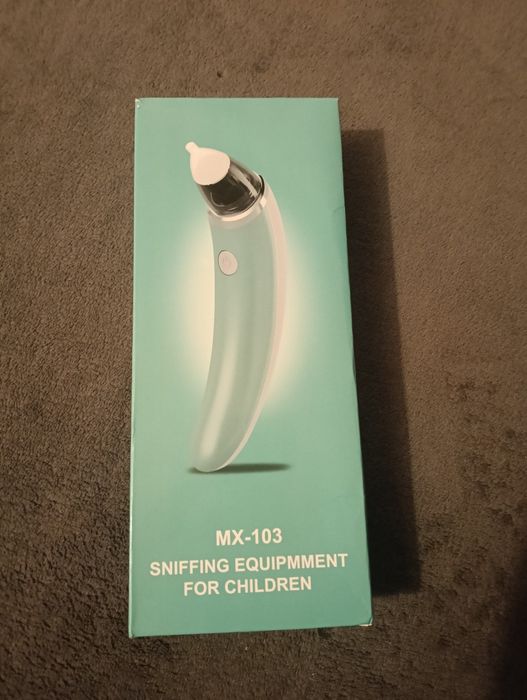 MX-103
SNIFFING EQUIPMMENT
FOR CHILDREN